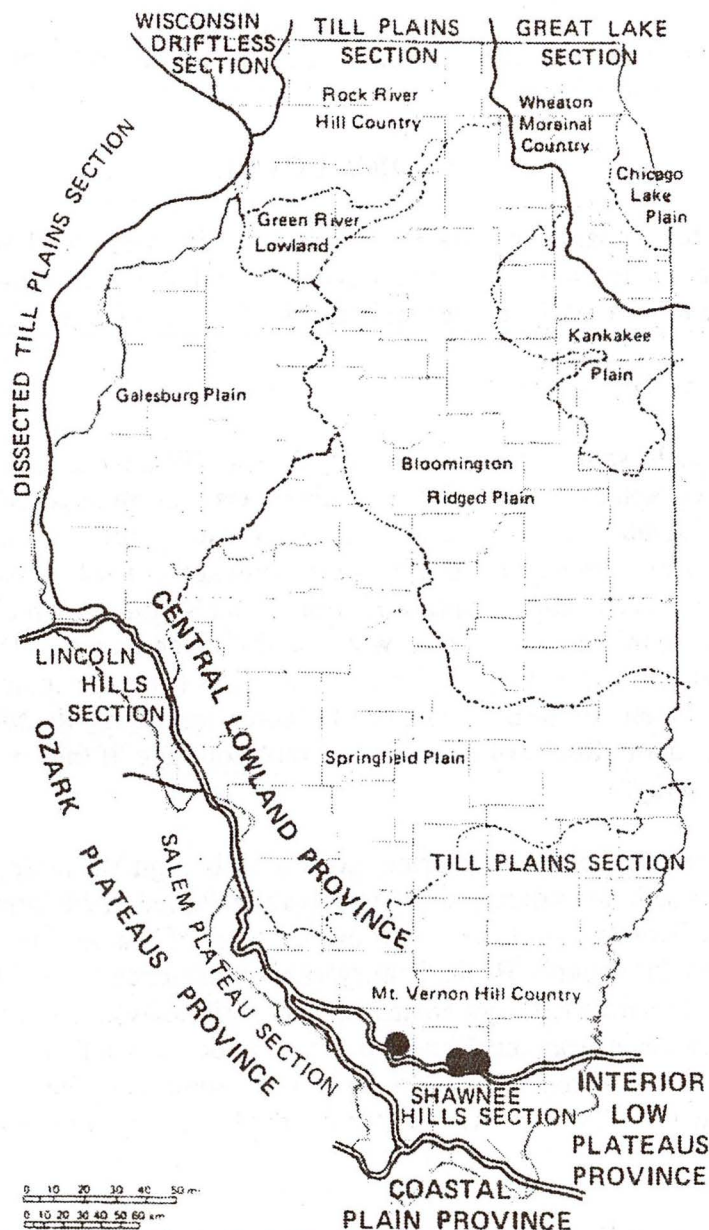 WISCONSIN
DRIFTLESS
SECTION
TILL PLAINS
SECTION
GREAT LAKE
SECTION
Rock River
Hill Country
Wheaton
Morainal
Country
Chicago
Lake
Plain
DISSECTED TILL PLAINS SECTION
Green River
Lowland
Kankakee
Plain
Galesburg Plain
Bloomington
Ridged Plain
CENTRAL LOWLAND PROVINCE
LINCOLN
HILLS
SECTION
OZARK PLATEAUS PROVINCE
Springfield Plain
SALEM PLATEAU SECTION
TILL PLAINS SECTION
Mt. Vernon Hill Country
SHAWNEE
HILLS SECTION
INTERIOR
LOW
PLATEAUS
PROVINCE
COASTAL
PLAIN PROVINCE
0 10 20 30 40 50 mi
0 10 20 30 40 50 60 km